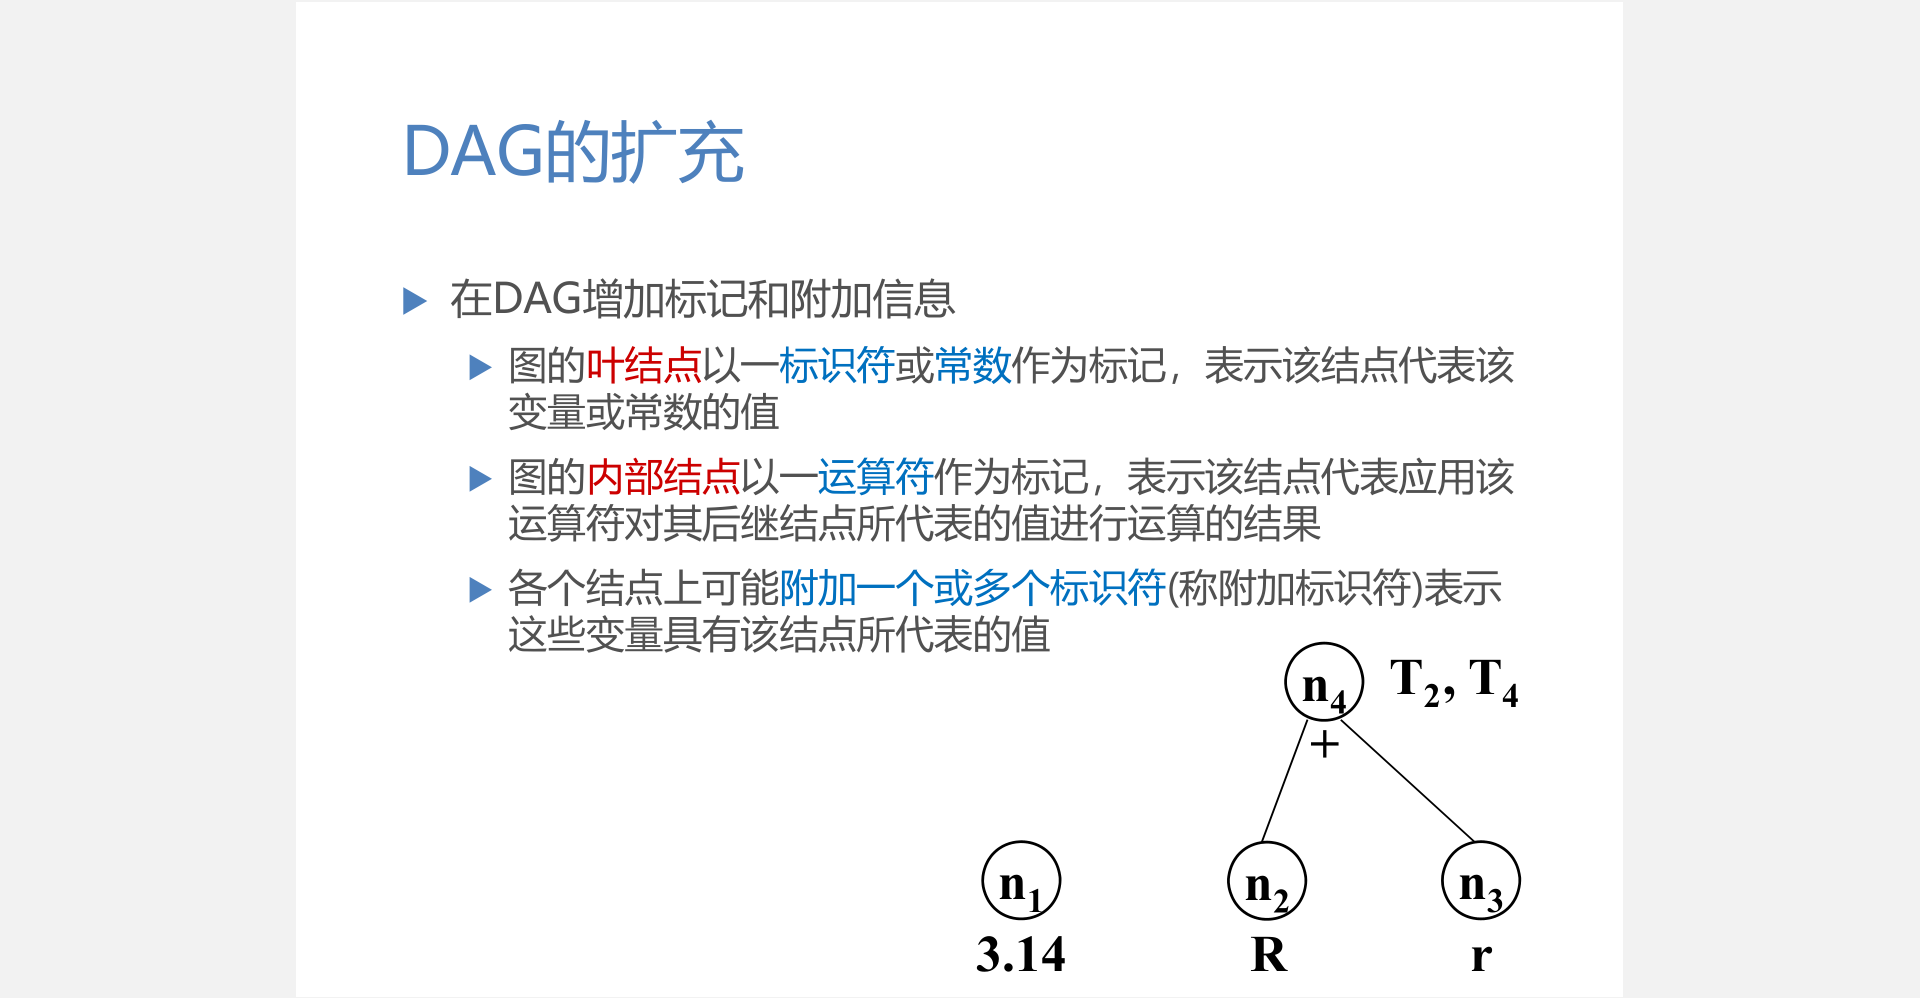 DAG的扩充
在DAG增加标记和附加信息
图的叶结点以一标识符或常数作为标记，表示该结点代表该
变量或常数的值
图的内部结点以一运算符作为标记，表示该结点代表应用该
运算符对其后继结点所代表的值进行运算的结果
各个结点上可能附加一个或多个标识符(称附加标识符)表示
这些变量具有该结点所代表的值
n₄ T₂, T₄
+
n₁ n₂ n₃
3.14 R r